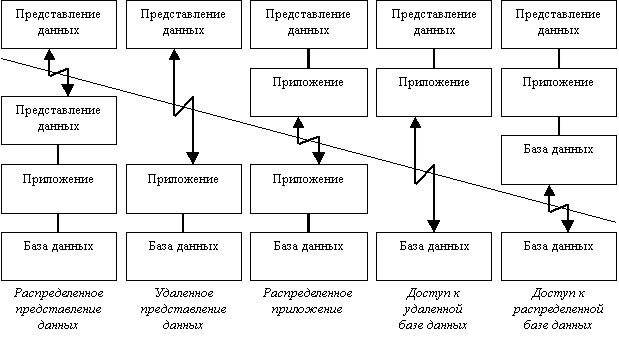 Представление
данных
Представление
данных
Представление
данных
Представление
данных
Представление
данных
Приложение
Приложение
Приложение
Представление
данных
База данных
Приложение
Приложение
Приложение
База данных
База данных
База данных
База данных
База данных
Распределенное
представление
данных
Удаленное
представление
данных
Распределенное
приложение
Доступ к
удаленной
базе данных
Доступ к
распределенной
базе данных